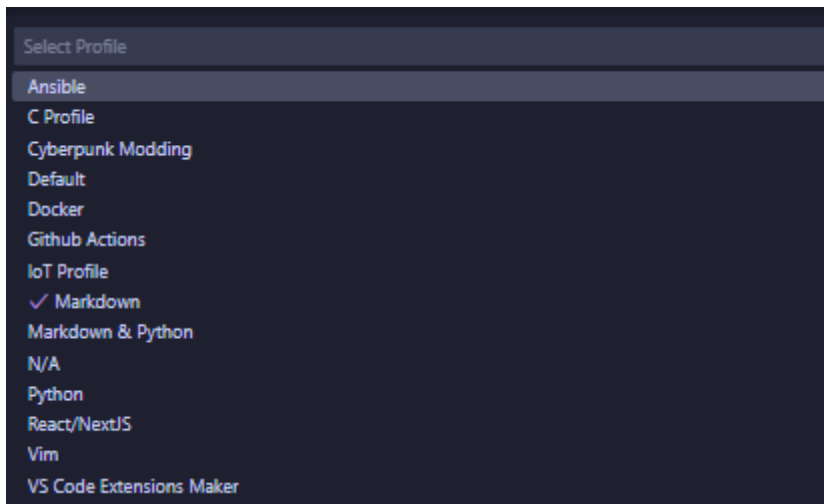 Select Profile
Ansible
C Profile
Cyberpunk Modding
Default
Docker
Github Actions
IoT Profile
Markdown
Markdown & Python
N/A
Python
React/NextJS
Vim
VS Code Extensions Maker